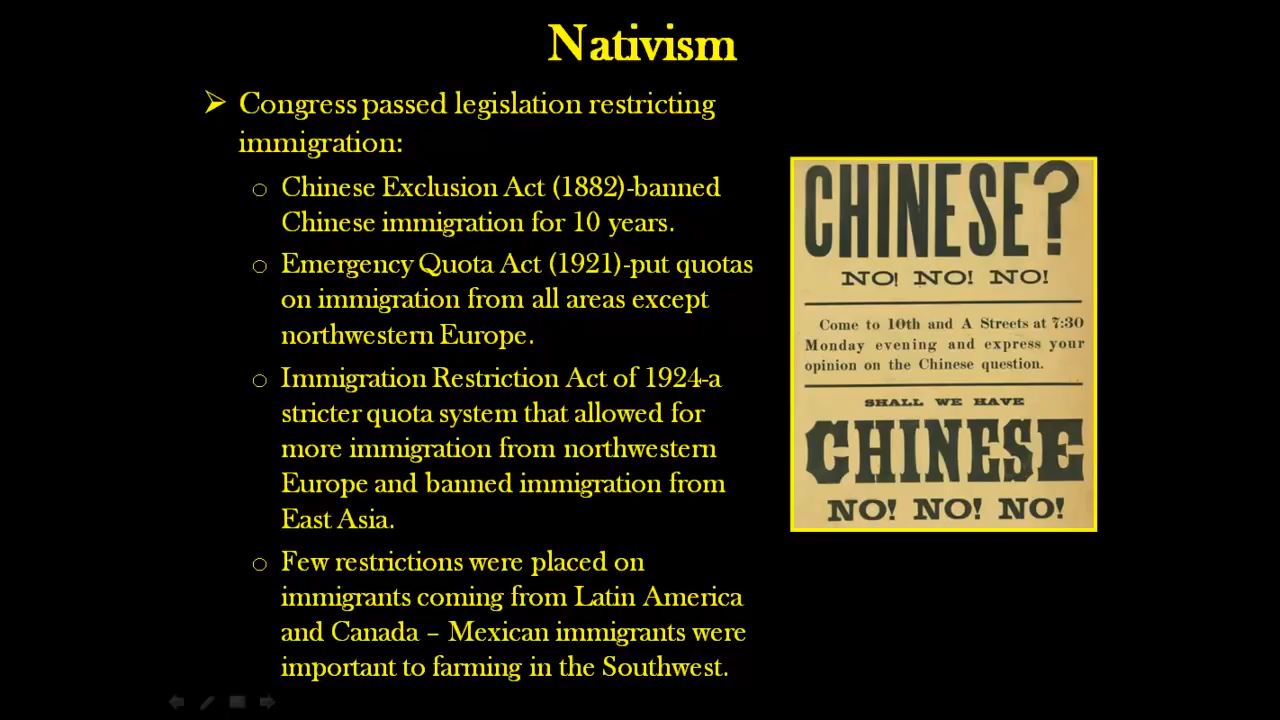 Nativism
Congress passed legislation restricting
immigration:
Chinese Exclusion Act (1882)-banned
Chinese immigration for 10 years.
Emergency Quota Act (1921)-put quotas
on immigration from all areas except
northwestern Europe.
Immigration Restriction Act of 1924-a
stricter quota system that allowed for
more immigration from northwestern
Europe and banned immigration from
East Asia.
Few restrictions were placed on
immigrants coming from Latin America
and Canada – Mexican immigrants were
important to farming in the Southwest.
CHINESE?
NO! NO! NO!
Come to 10th and A Streets at 7:30
Monday evening and express your
opinion on the Chinese question.
SHALL WE HAVE
CHINESE
NO! NO! NO!